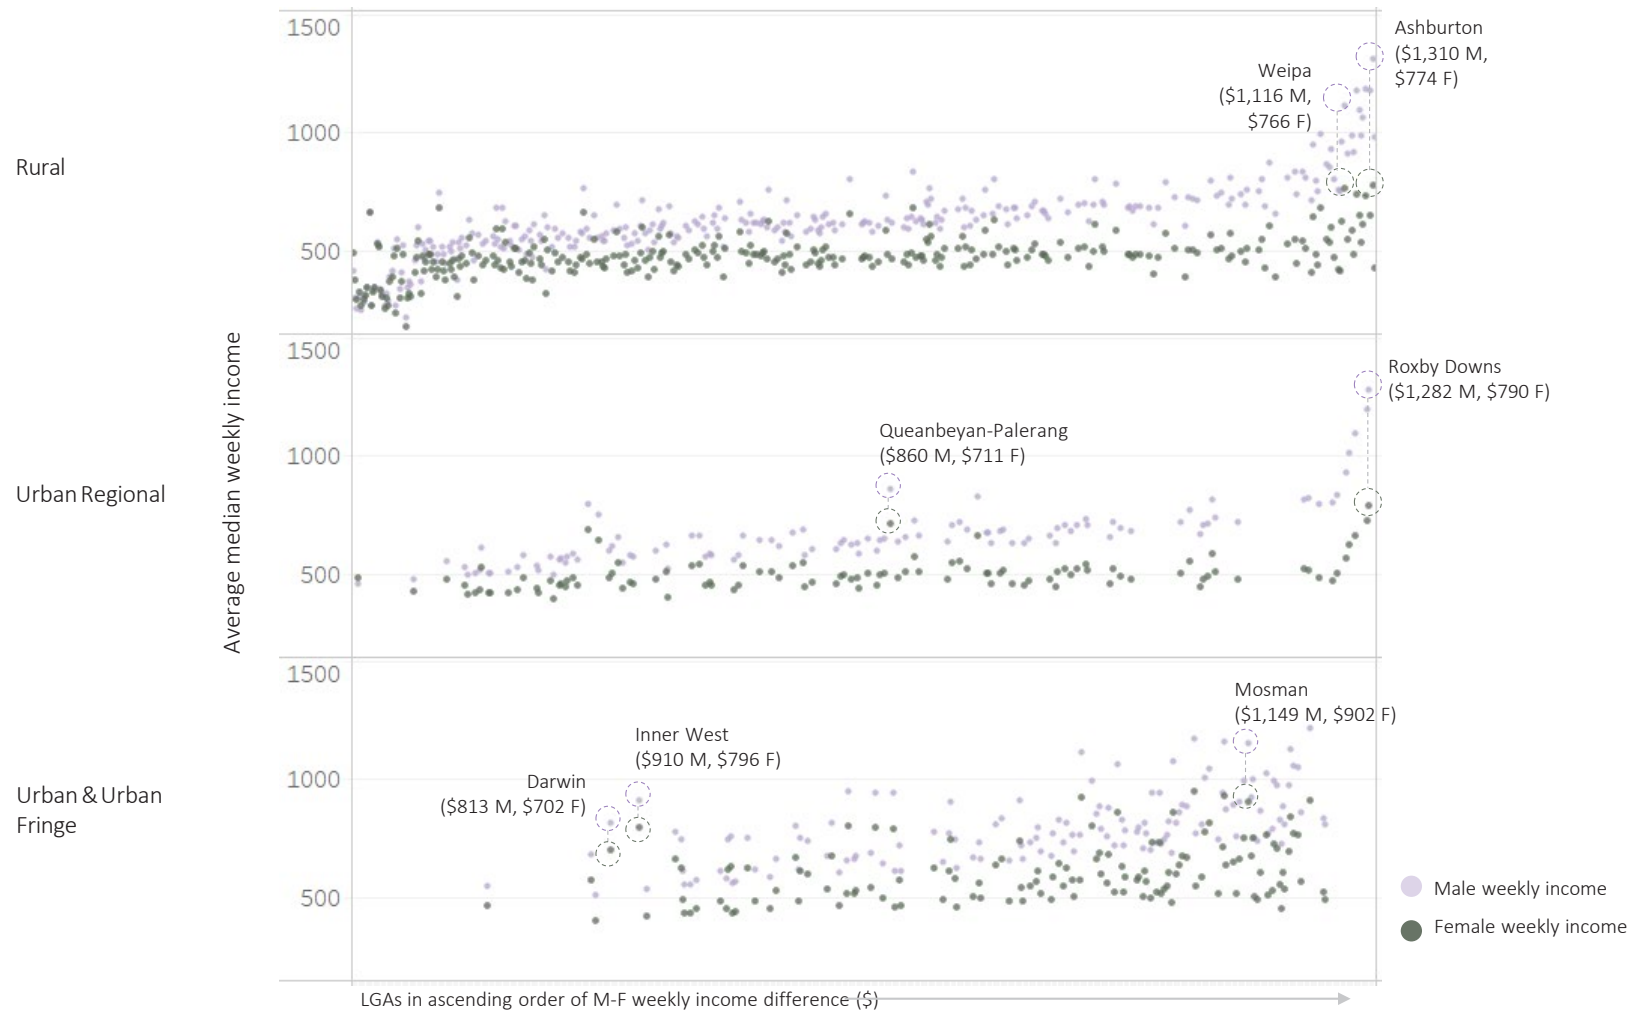 Rural
Urban Regional
Urban & Urban
Fringe
Average median weekly income
1500
1000
500
Weipa
($1,116 M,
$766 F)
Ashburton
($1,310 M,
$774 F)
1500
1000
500
Queanbeyan-Palerang
($860 M, $711 F)
Roxby Downs
($1,282 M, $790 F)
1500
1000
500
Darwin
($813 M, $702 F)
Inner West
($910 M, $796 F)
Mosman
($1,149 M, $902 F)
Male weekly income
Female weekly income
LGAs in ascending order of M-F weekly income difference ($)